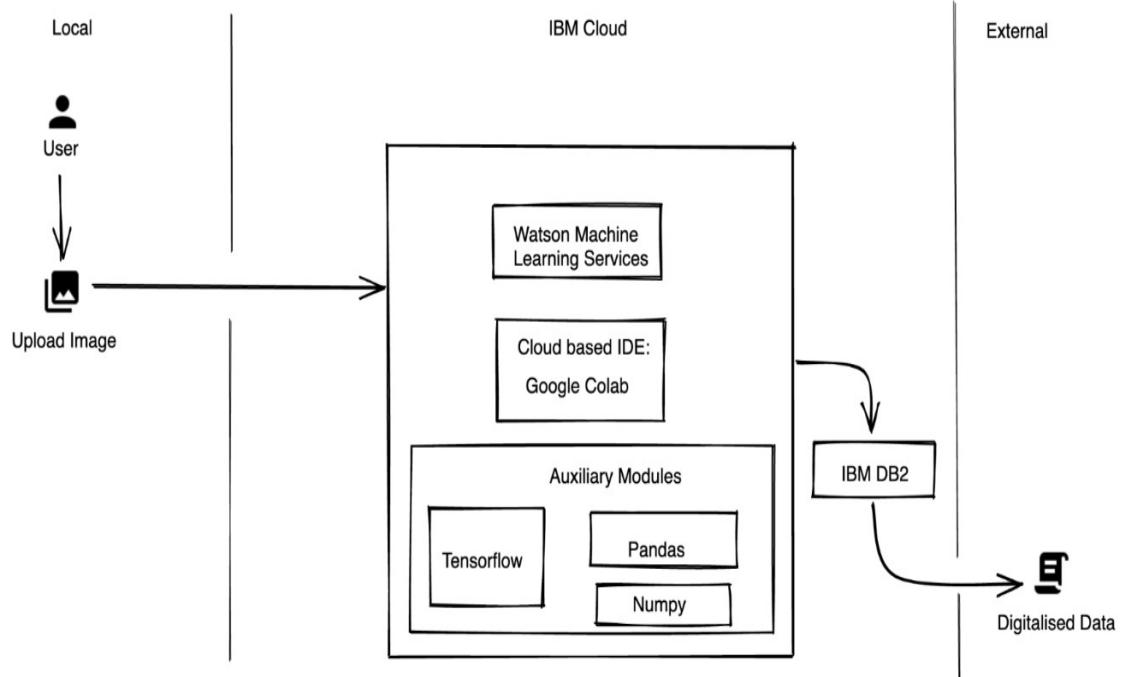 Local
IBM Cloud
External
User
Upload Image
Watson Machine
Learning Services
Cloud based IDE:
Google Colab
Auxiliary Modules
Tensorflow
Pandas
Numpy
IBM DB2
Digitalised Data